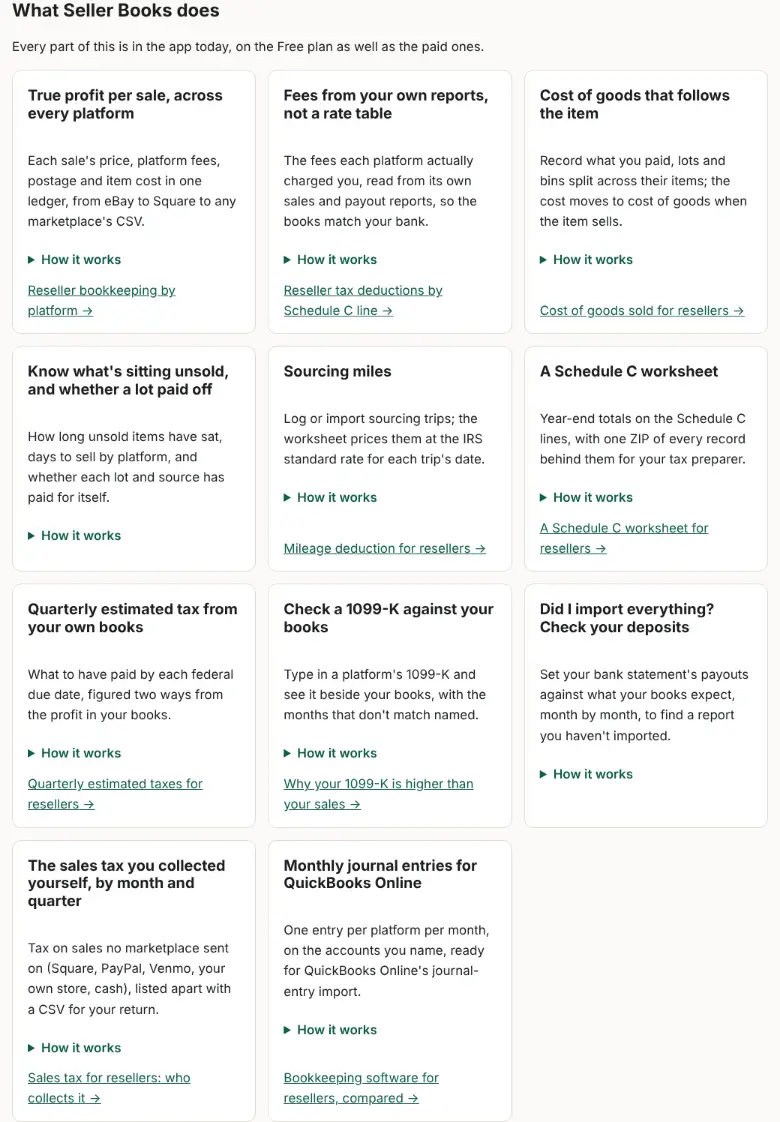 What Seller Books does
Every part of this is in the app today, on the Free plan as well as the paid ones.
True profit per sale, across
every platform
Each sale's price, platform fees,
postage and item cost in one
ledger, from eBay to Square to any
marketplace's CSV.
▶ How it works
Reseller bookkeeping by
platform →
Fees from your own reports,
not a rate table
The fees each platform actually
charged you, read from its own
sales and payout reports, so the
books match your bank.
▶ How it works
Reseller tax deductions by
Schedule C line →
Cost of goods that follows
the item
Record what you paid, lots and
bins split across their items; the
cost moves to cost of goods when
the item sells.
▶ How it works
Cost of goods sold for resellers →
Know what's sitting unsold,
and whether a lot paid off
How long unsold items have sat,
days to sell by platform, and
whether each lot and source has
paid for itself.
▶ How it works
Sourcing miles
Log or import sourcing trips; the
worksheet prices them at the IRS
standard rate for each trip's date.
▶ How it works
Mileage deduction for resellers →
A Schedule C worksheet
Year-end totals on the Schedule C
lines, with one ZIP of every record
behind them for your tax preparer.
▶ How it works
A Schedule C worksheet for
resellers →
Quarterly estimated tax from
your own books
What to have paid by each federal
due date, figured two ways from
the profit in your books.
▶ How it works
Quarterly estimated taxes for
resellers →
Check a 1099-K against your
books
Type in a platform's 1099-K and
see it beside your books, with the
months that don't match named.
▶ How it works
Why your 1099-K is higher than
your sales →
Did I import everything?
Check your deposits
Set your bank statement's payouts
against what your books expect,
month by month, to find a report
you haven't imported.
▶ How it works
The sales tax you collected
yourself, by month and
quarter
Tax on sales no marketplace sent
on (Square, PayPal, Venmo, your
own store, cash), listed apart with
a CSV for your return.
▶ How it works
Sales tax for resellers: who
collects it →
Monthly journal entries for
QuickBooks Online
One entry per platform per month,
on the accounts you name, ready
for QuickBooks Online's journal-
entry import.
▶ How it works
Bookkeeping software for
resellers, compared →